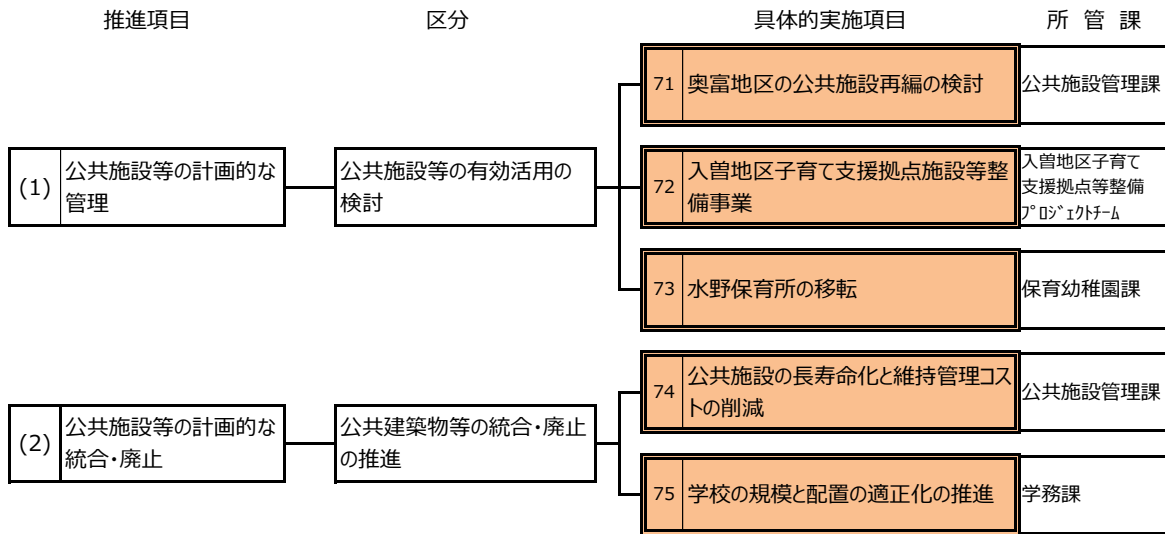 推進項目 区分 具体的実施項目 所 管 課
71 奥富地区の公共施設再編の検討 公共施設管理課
(1) 公共施設等の計画的な
管理
公共施設等の有効活用の
検討
72 入曽地区子育て支援拠点施設等整
備事業
入曽地区子育て
支援拠点等整備
ﾌﾟﾛｼﾞｪｸﾄﾁｰﾑ
73 水野保育所の移転 保育幼稚園課
74 公共施設の長寿命化と維持管理コス
トの削減
公共施設管理課
(2) 公共施設等の計画的な
統合・廃止
公共建築物等の統合・廃止
の推進
75 学校の規模と配置の適正化の推進 学務課